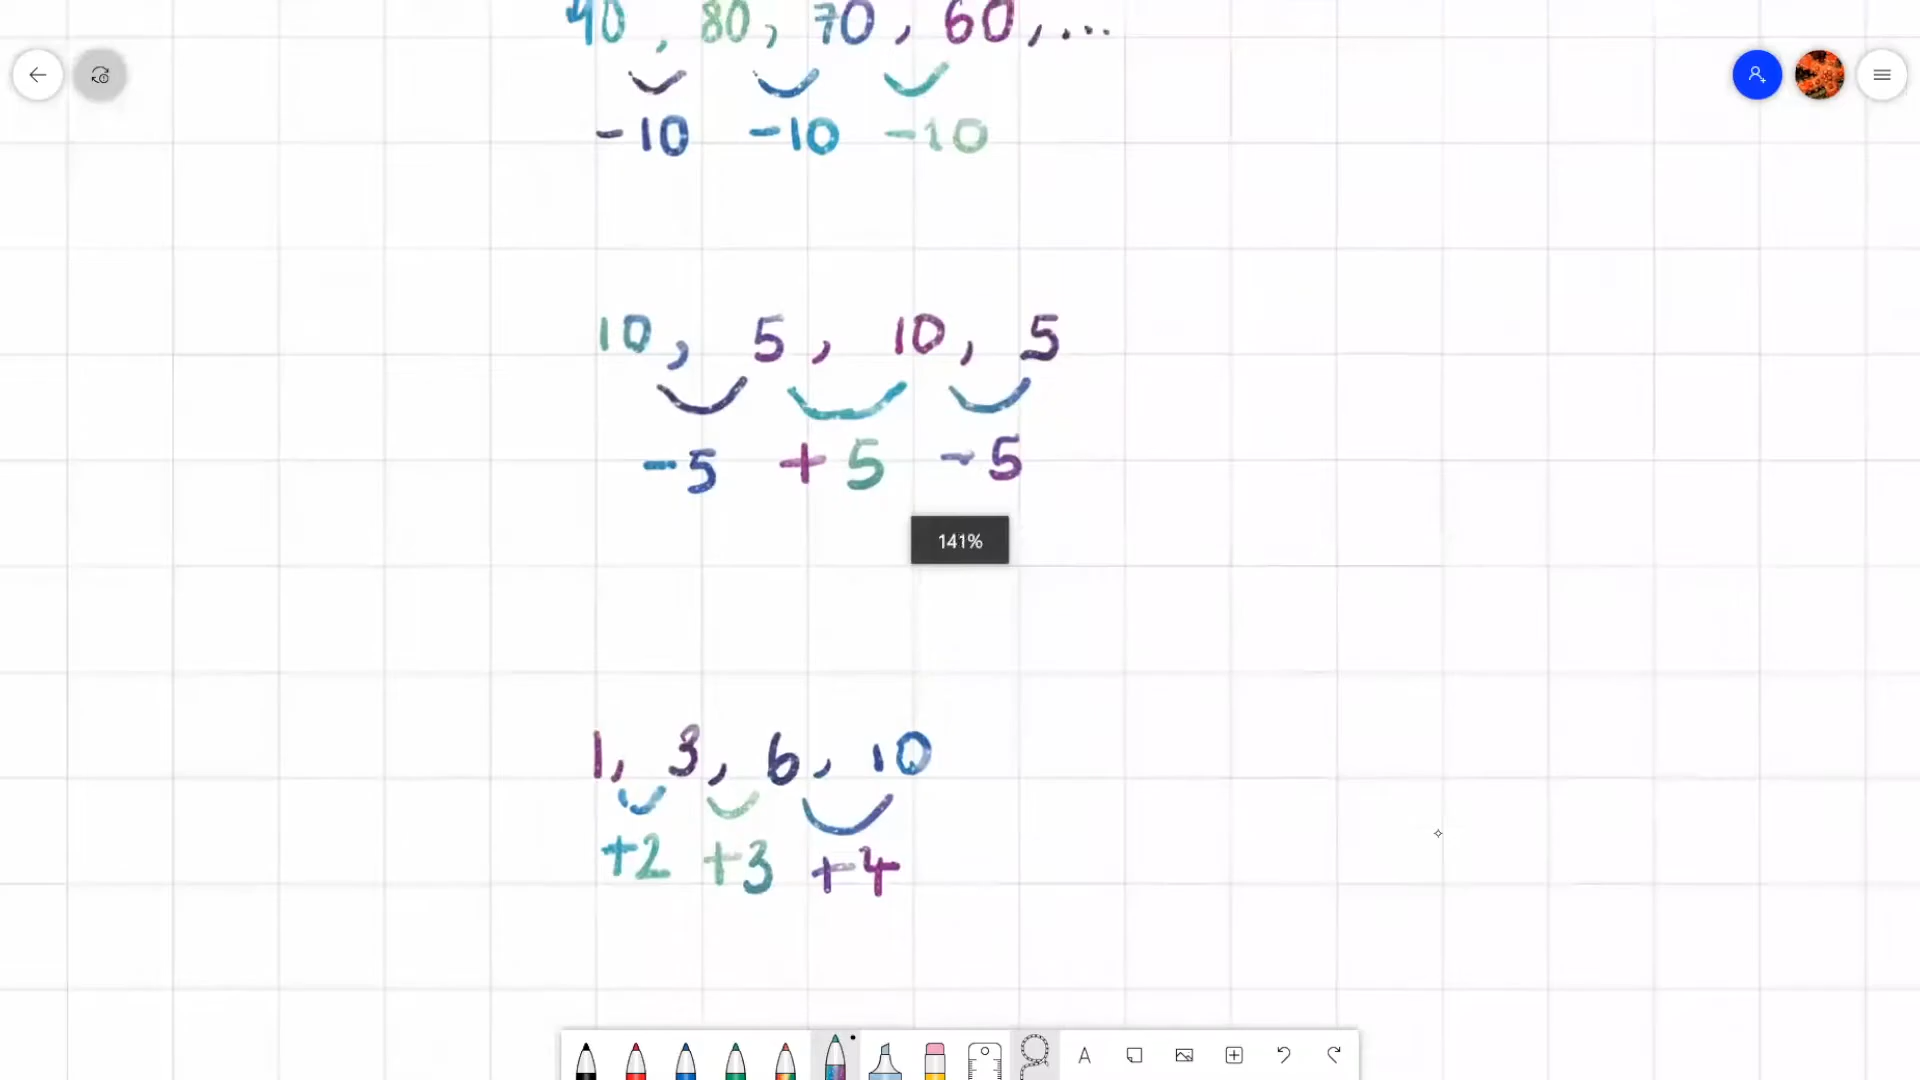 90, 80, 70, 60, ...
-10 -10 -10
10, 5, 10, 5
-5 +5 -5
141%
1, 3, 6, 10
+2 +3 +4
A